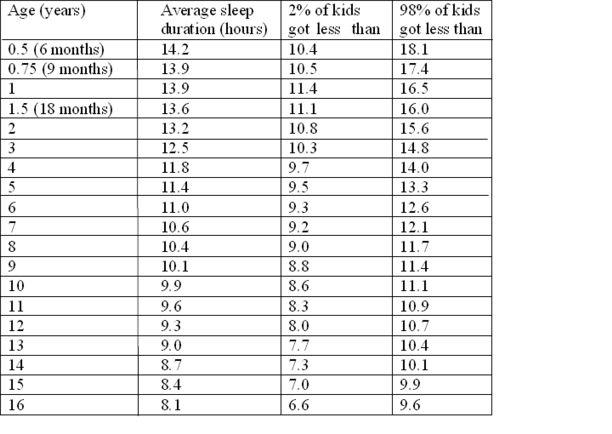 Age (years) Average sleep 2% of kids 98% of kids
duration (hours) got less than got less than
0.5 (6 months) 14.2 10.4 18.1
0.75 (9 months) 13.9 10.5 17.4
1 13.9 11.4 16.5
1.5 (18 months) 13.6 11.1 16.0
2 13.2 10.8 15.6
3 12.5 10.3 14.8
4 11.8 9.7 14.0
5 11.4 9.5 13.3
6 11.0 9.3 12.6
7 10.6 9.2 12.1
8 10.4 9.0 11.7
9 10.1 8.8 11.4
10 9.9 8.6 11.1
11 9.6 8.3 10.9
12 9.3 8.0 10.7
13 9.0 7.7 10.4
14 8.7 7.3 10.1
15 8.4 7.0 9.9
16 8.1 6.6 9.6